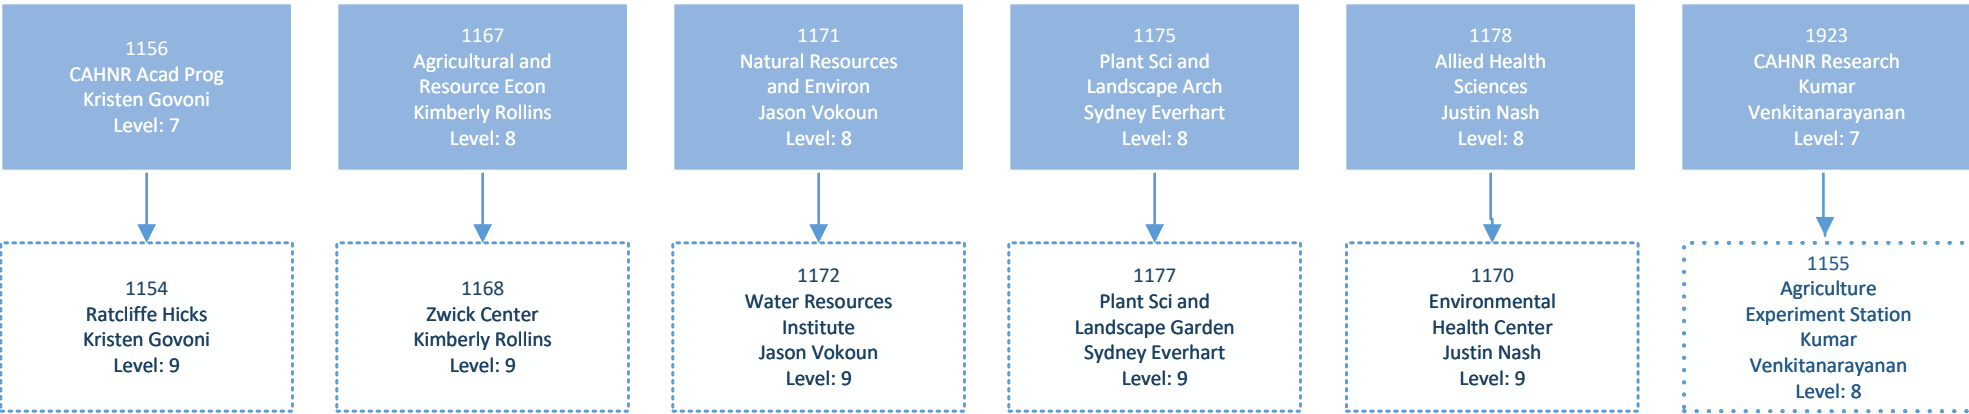 1156
CAHNR Acad Prog
Kristen Govoni
Level: 7
1167
Agricultural and
Resource Econ
Kimberly Rollins
Level: 8
1171
Natural Resources
and Environ
Jason Vokoun
Level: 8
1175
Plant Sci and
Landscape Arch
Sydney Everhart
Level: 8
1178
Allied Health
Sciences
Justin Nash
Level: 8
1923
CAHNR Research
Kumar
Venkitanarayanan
Level: 7
1154
Ratcliffe Hicks
Kristen Govoni
Level: 9
1168
Zwick Center
Kimberly Rollins
Level: 9
1172
Water Resources
Institute
Jason Vokoun
Level: 9
1177
Plant Sci and
Landscape Garden
Sydney Everhart
Level: 9
1170
Environmental
Health Center
Justin Nash
Level: 9
1155
Agriculture
Experiment Station
Kumar
Venkitanarayanan
Level: 8